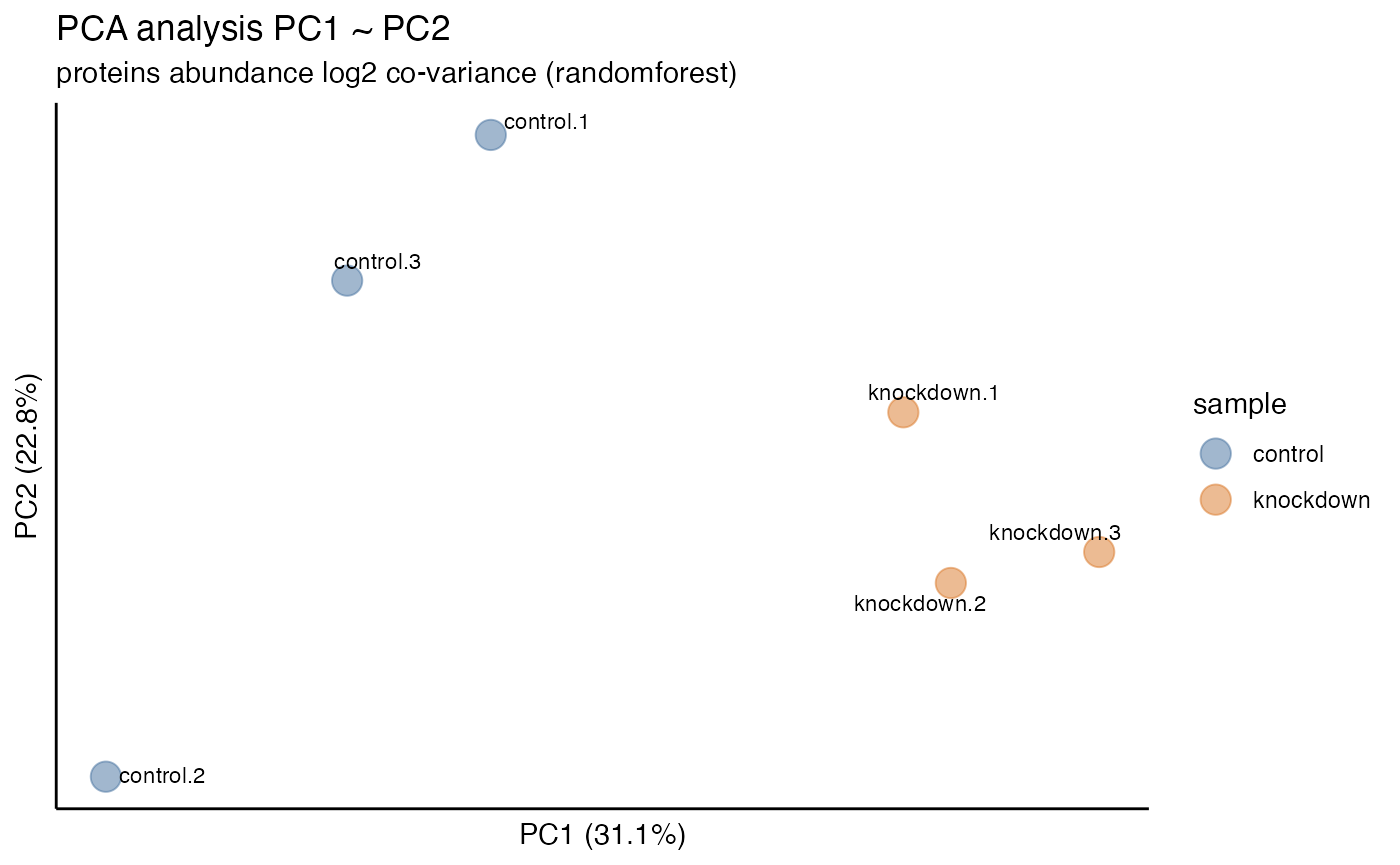 PCA analysis PC1 ~ PC2
proteins abundance log2 co-variance (randomforest)
control.1
control.3
knockdown.1
knockdown.3
knockdown.2
control.2
PC2 (22.8%)
PC1 (31.1%)
sample
control
knockdown